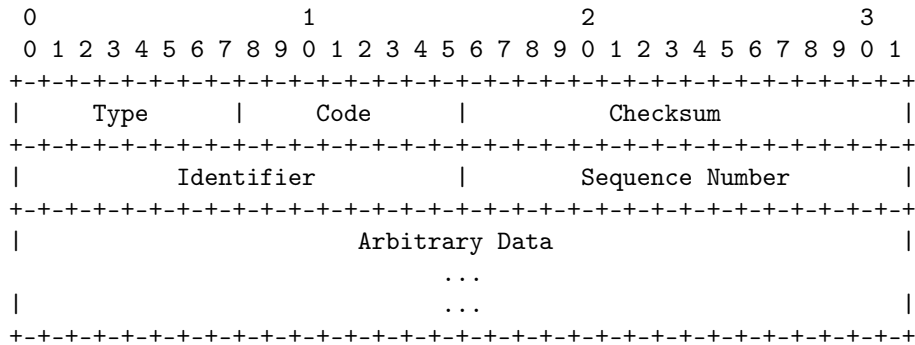 0                   1                   2                   3
 0 1 2 3 4 5 6 7 8 9 0 1 2 3 4 5 6 7 8 9 0 1 2 3 4 5 6 7 8 9 0 1
+-+-+-+-+-+-+-+-+-+-+-+-+-+-+-+-+-+-+-+-+-+-+-+-+-+-+-+-+-+-+-+-+
|     Type      |     Code      |          Checksum             |
+-+-+-+-+-+-+-+-+-+-+-+-+-+-+-+-+-+-+-+-+-+-+-+-+-+-+-+-+-+-+-+-+
|           Identifier          |        Sequence Number        |
+-+-+-+-+-+-+-+-+-+-+-+-+-+-+-+-+-+-+-+-+-+-+-+-+-+-+-+-+-+-+-+-+
|                        Arbitrary Data                         |
                              ...
|                             ...                               |
+-+-+-+-+-+-+-+-+-+-+-+-+-+-+-+-+-+-+-+-+-+-+-+-+-+-+-+-+-+-+-+-+